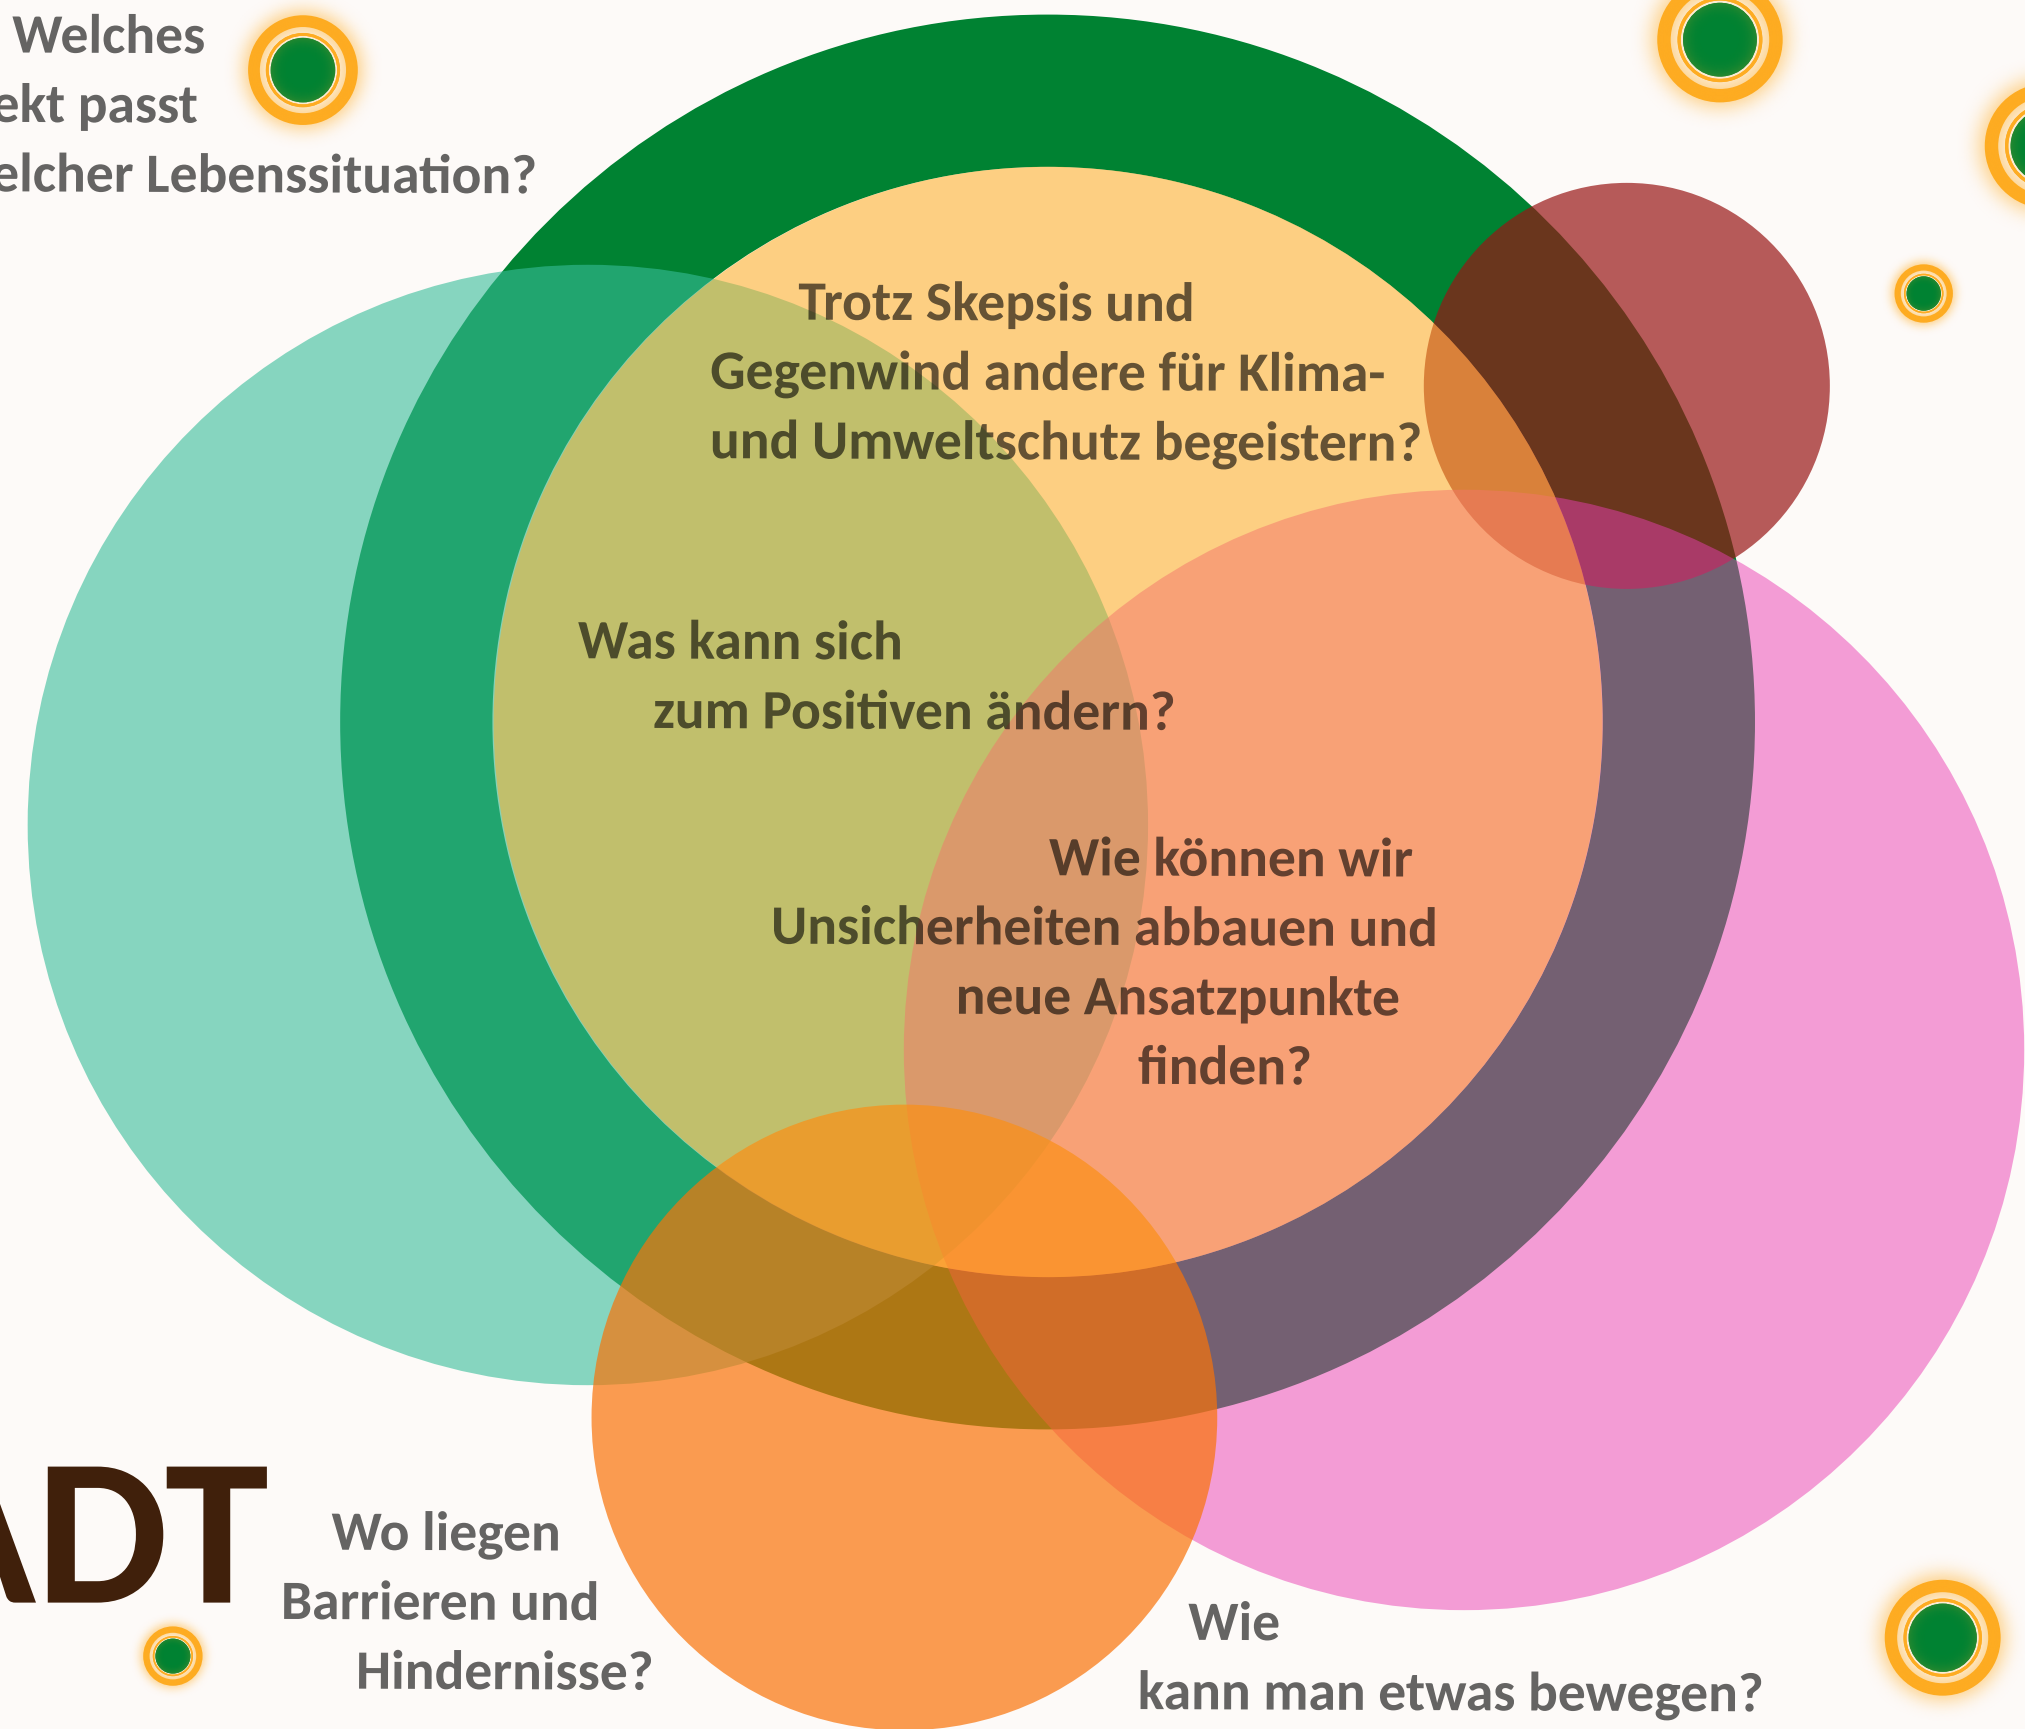 Welches
ekt passt
elcher Lebenssituation?
Trotz Skepsis und
Gegenwind andere für Klima-
und Umweltschutz begeistern?
Was kann sich
zum Positiven ändern?
Wie können wir
Unsicherheiten abbauen und
neue Ansatzpunkte
finden?
ADT
Wo liegen
Barrieren und
Hindernisse?
Wie
kann man etwas bewegen?